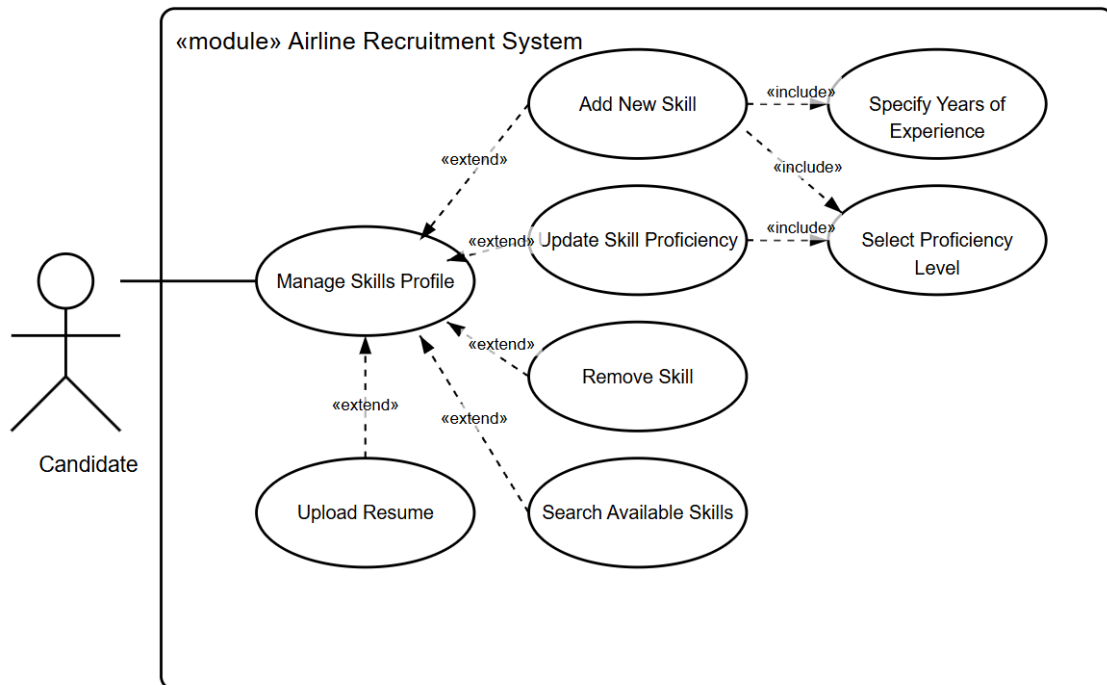 «module» Airline Recruitment System
Add New Skill
«include»
Specify Years of
Experience
«extend»
«include»
«extend»
Update Skill Proficiency
«include»
Select Proficiency
Level
Manage Skills Profile
«extend»
Remove Skill
«extend»
«extend»
Candidate
Upload Resume
Search Available Skills